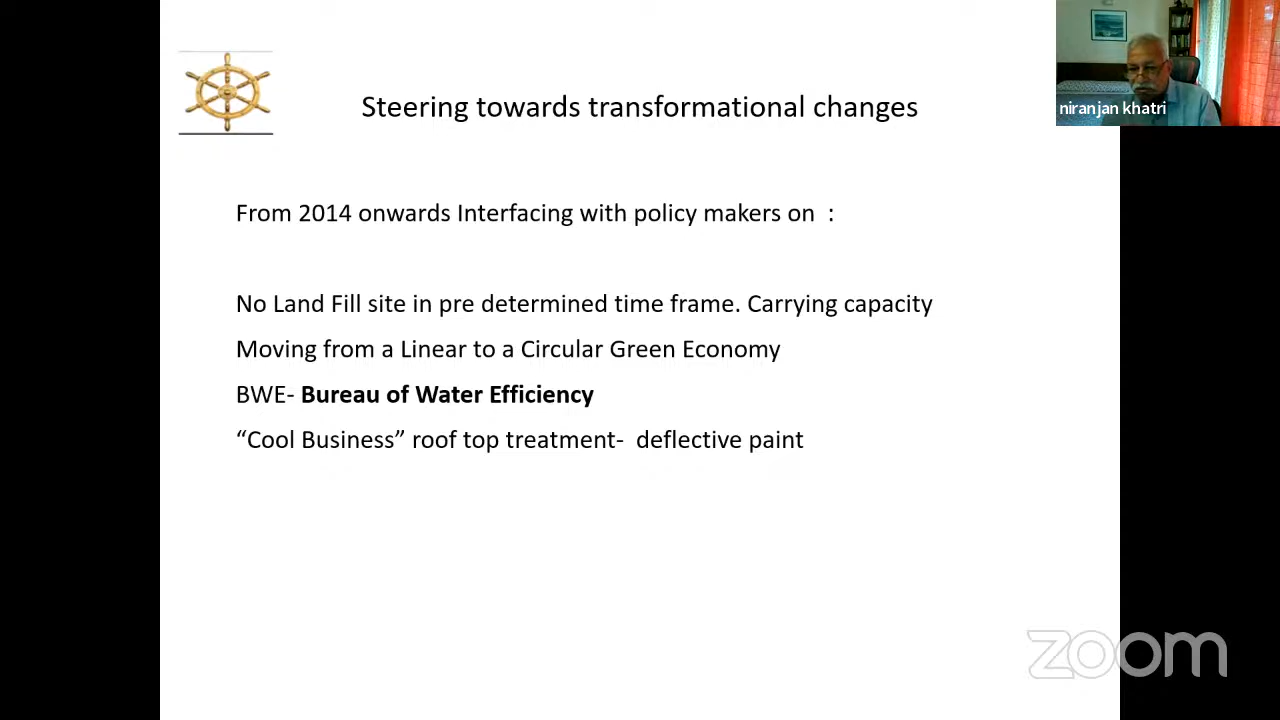 Steering towards transformational changes
niranjan khatri
From 2014 onwards Interfacing with policy makers on  :
No Land Fill site in pre determined time frame. Carrying capacity
Moving from a Linear to a Circular Green Economy
BWE- Bureau of Water Efficiency
“Cool Business” roof top treatment-  deflective paint
zoom